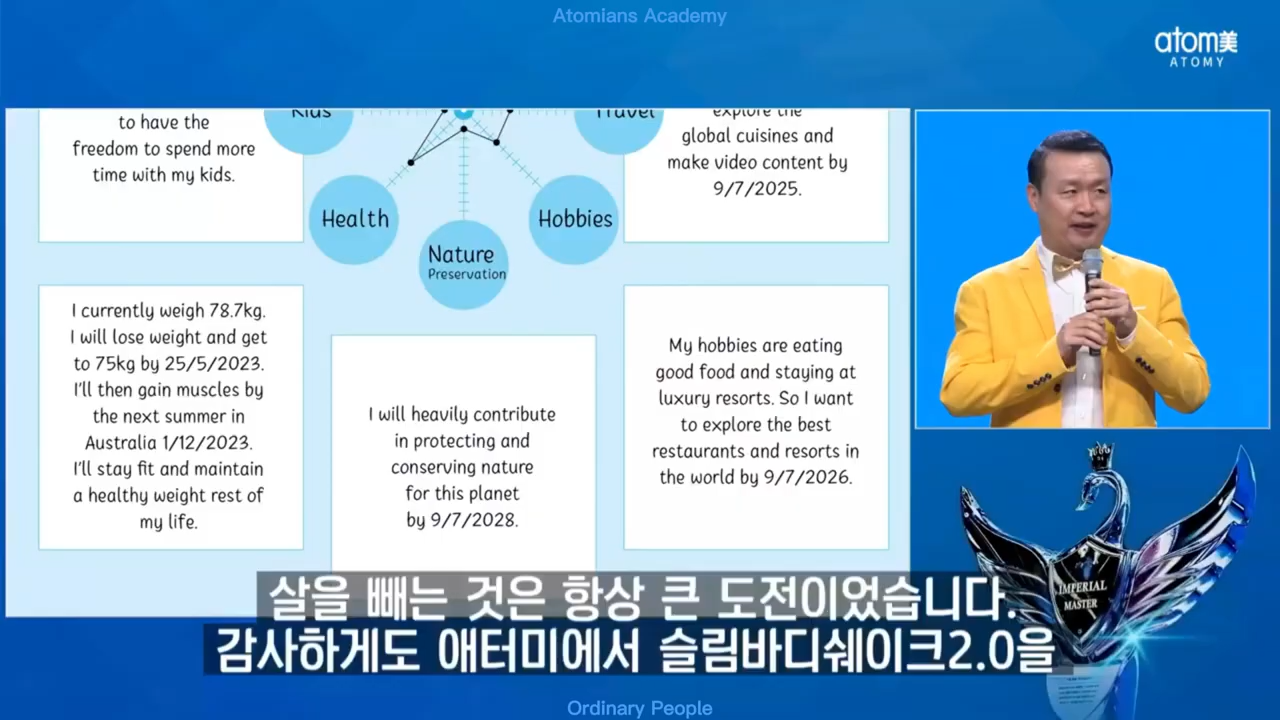 Atomians Academy
atom美
ATOMY
Kids
Travel
to have the
freedom to spend more
time with my kids.
explore the
global cuisines and
make video content by
9/7/2025.
Health
Nature
Preservation
Hobbies
I currently weigh 78.7kg.
I will lose weight and get
to 75kg by 25/5/2023.
I'll then gain muscles by
the next summer in
Australia 1/12/2023.
I'll stay fit and maintain
a healthy weight rest of
my life.
I will heavily contribute
in protecting and
conserving nature
for this planet
by 9/7/2028.
My hobbies are eating
good food and staying at
luxury resorts. So I want
to explore the best
restaurants and resorts in
the world by 9/7/2026.
IMPERIAL
MASTER
살을 빼는 것은 항상 큰 도전이었습니다.
감사하게도 애터미에서 슬림바디쉐이크2.0을
Ordinary People